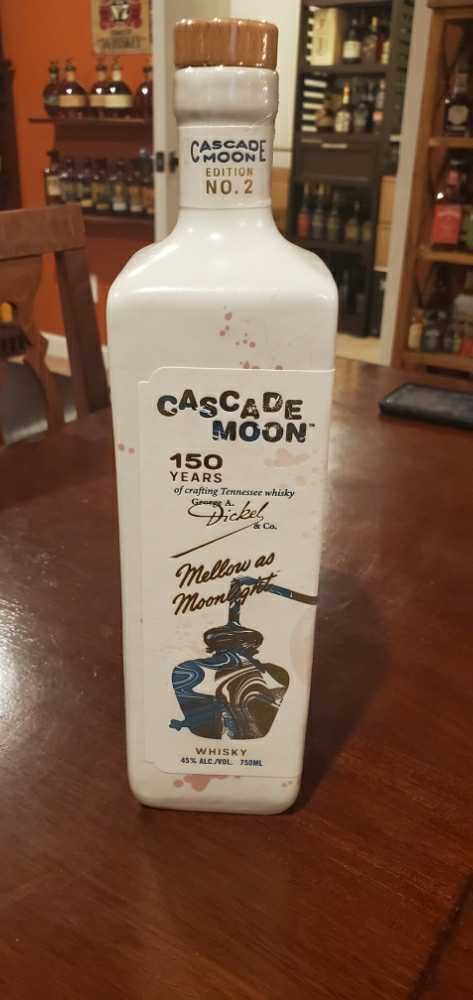 CASCADE
MOON
EDITION
NO. 2
CASCADE
MOON™
150
YEARS
of crafting Tennessee whisky
George A.
Dickel
& Co.
Mellow as
Moonlight
WHISKY
45% ALC./VOL. 750ML